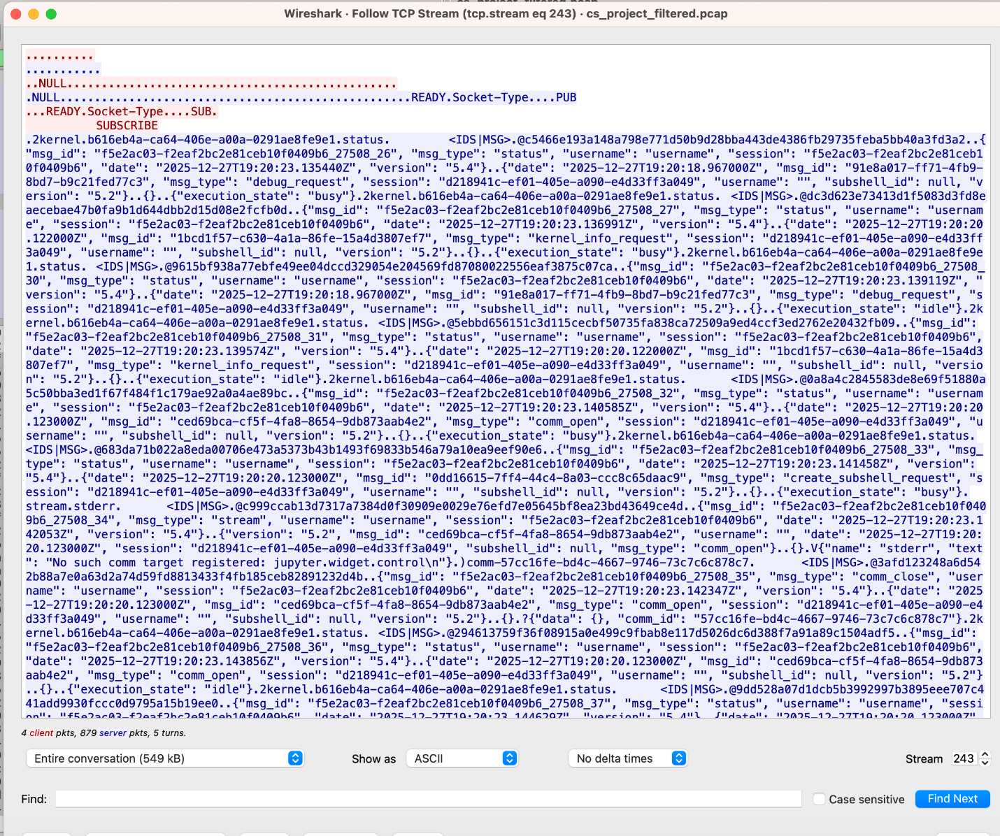 Wireshark · Follow TCP Stream (tcp.stream eq 243) · cs_project_filtered.pcap
..........
...........
..NULL................................................
.NULL...................................................READY.Socket-Type....PUB
...READY.Socket-Type....SUB.
SUBSCRIBE
.2kernel.b616eb4a-ca64-406e-a00a-0291ae8fe9e1.status. <IDS|MSG>.@c5466e193a148a798e771d50b9d28bba443de4386fb29735feba5bb40a3fd3a2..{
"msg_id": "f5e2ac03-f2eaf2bc2e81ceb10f0409b6_27508_26", "msg_type": "status", "username": "username", "session": "f5e2ac03-f2eaf2bc2e81ceb1
0f0409b6", "date": "2025-12-27T19:20:23.135440Z", "version": "5.4"}..{"date": "2025-12-27T19:20:18.967000Z", "msg_id": "91e8a017-ff71-4fb9-
8bd7-b9c21fed77c3", "msg_type": "debug_request", "session": "d218941c-ef01-405e-a090-e4d33ff3a049", "username": "", "subshell_id": null, "v
ersion": "5.2"}..{}..{"execution_state": "busy"}.2kernel.b616eb4a-ca64-406e-a00a-0291ae8fe9e1.status. <IDS|MSG>.@dc3d623e73413d1f5083d3fd8e
aecebae47b0fa9b1d644dbb2d15d08e2fcfb0d..{"msg_id": "f5e2ac03-f2eaf2bc2e81ceb10f0409b6_27508_27", "msg_type": "status", "username": "usernam
e", "session": "f5e2ac03-f2eaf2bc2e81ceb10f0409b6", "date": "2025-12-27T19:20:23.136991Z", "version": "5.4"}..{"date": "2025-12-27T19:20:20
.122000Z", "msg_id": "1bcd1f57-c630-4a1a-86fe-15a4d3807ef7", "msg_type": "kernel_info_request", "session": "d218941c-ef01-405e-a090-e4d33ff
3a049", "username": "", "subshell_id": null, "version": "5.2"}..{}..{"execution_state": "busy"}.2kernel.b616eb4a-ca64-406e-a00a-0291ae8fe9e
1.status. <IDS|MSG>.@9615bf938a77ebfe49ee04dccd329054e204569fd87080022556eaf3875c07ca..{"msg_id": "f5e2ac03-f2eaf2bc2e81ceb10f0409b6_27508_
30", "msg_type": "status", "username": "username", "session": "f5e2ac03-f2eaf2bc2e81ceb10f0409b6", "date": "2025-12-27T19:20:23.139119Z", "
version": "5.4"}..{"date": "2025-12-27T19:20:18.967000Z", "msg_id": "91e8a017-ff71-4fb9-8bd7-b9c21fed77c3", "msg_type": "debug_request", "s
ession": "d218941c-ef01-405e-a090-e4d33ff3a049", "username": "", "subshell_id": null, "version": "5.2"}..{}..{"execution_state": "idle"}.2k
ernel.b616eb4a-ca64-406e-a00a-0291ae8fe9e1.status. <IDS|MSG>.@5ebbd656151c3d115cecbf50735fa838ca72509a9ed4ccf3ed2762e20432fb09..{"msg_id":
"f5e2ac03-f2eaf2bc2e81ceb10f0409b6_27508_31", "msg_type": "status", "username": "username", "session": "f5e2ac03-f2eaf2bc2e81ceb10f0409b6",
"date": "2025-12-27T19:20:23.139574Z", "version": "5.4"}..{"date": "2025-12-27T19:20:20.122000Z", "msg_id": "1bcd1f57-c630-4a1a-86fe-15a4d3
807ef7", "msg_type": "kernel_info_request", "session": "d218941c-ef01-405e-a090-e4d33ff3a049", "username": "", "subshell_id": null, "versio
n": "5.2"}..{}..{"execution_state": "idle"}.2kernel.b616eb4a-ca64-406e-a00a-0291ae8fe9e1.status. <IDS|MSG>.@0a8a4c2845583de8e69f51880a
5c50bba3ed1f67f484f1c179ae92a0a4ae89bc..{"msg_id": "f5e2ac03-f2eaf2bc2e81ceb10f0409b6_27508_32", "msg_type": "status", "username": "usernam
e", "session": "f5e2ac03-f2eaf2bc2e81ceb10f0409b6", "date": "2025-12-27T19:20:23.140585Z", "version": "5.4"}..{"date": "2025-12-27T19:20:20
.123000Z", "msg_id": "ced69bca-cf5f-4fa8-8654-9db873aab4e2", "msg_type": "comm_open", "session": "d218941c-ef01-405e-a090-e4d33ff3a049", "u
sername": "", "subshell_id": null, "version": "5.2"}..{}..{"execution_state": "busy"}.2kernel.b616eb4a-ca64-406e-a00a-0291ae8fe9e1.status.
<IDS|MSG>.@683da71b022a8eda00706e473a5373b43b1493f69833b546a79a10ea9eef90e6..{"msg_id": "f5e2ac03-f2eaf2bc2e81ceb10f0409b6_27508_33", "msg_
type": "status", "username": "username", "session": "f5e2ac03-f2eaf2bc2e81ceb10f0409b6", "date": "2025-12-27T19:20:23.141458Z", "version":
"5.4"}..{"date": "2025-12-27T19:20:20.123000Z", "msg_id": "0dd16615-7ff4-44c4-8a03-ccc8c65daac9", "msg_type": "create_subshell_request", "s
ession": "d218941c-ef01-405e-a090-e4d33ff3a049", "username": "", "subshell_id": null, "version": "5.2"}..{}..{"execution_state": "busy"}.
stream.stderr. <IDS|MSG>.@c999ccab13d7317a7384d0f30909e0029e76efd7e05645bf8ea23bd43649ce4d..{"msg_id": "f5e2ac03-f2eaf2bc2e81ceb10f040
9b6_27508_34", "msg_type": "stream", "username": "username", "session": "f5e2ac03-f2eaf2bc2e81ceb10f0409b6", "date": "2025-12-27T19:20:23.1
42053Z", "version": "5.4"}..{"version": "5.2", "msg_id": "ced69bca-cf5f-4fa8-8654-9db873aab4e2", "username": "", "date": "2025-12-27T19:20:
20.123000Z", "session": "d218941c-ef01-405e-a090-e4d33ff3a049", "subshell_id": null, "msg_type": "comm_open"}..{}.V{"name": "stderr", "text
": "No such comm target registered: jupyter.widget.control\n"}.)comm-57cc16fe-bd4c-4667-9746-73c7c6c878c7. <IDS|MSG>.@3afd123248a6d54
2b88a7e0a63d2a74d59fd8813433f4fb185ceb82891232d4b..{"msg_id": "f5e2ac03-f2eaf2bc2e81ceb10f0409b6_27508_35", "msg_type": "comm_close", "user
name": "username", "session": "f5e2ac03-f2eaf2bc2e81ceb10f0409b6", "date": "2025-12-27T19:20:23.142347Z", "version": "5.4"}..{"date": "2025
-12-27T19:20:20.123000Z", "msg_id": "ced69bca-cf5f-4fa8-8654-9db873aab4e2", "msg_type": "comm_open", "session": "d218941c-ef01-405e-a090-e4
d33ff3a049", "username": "", "subshell_id": null, "version": "5.2"}..{}.?{"data": {}, "comm_id": "57cc16fe-bd4c-4667-9746-73c7c6c878c7"}.2k
ernel.b616eb4a-ca64-406e-a00a-0291ae8fe9e1.status. <IDS|MSG>.@294613759f36f08915a0e499c9fbab8e117d5026dc6d388f7a91a89c1504adf5..{"msg_id":
"f5e2ac03-f2eaf2bc2e81ceb10f0409b6_27508_36", "msg_type": "status", "username": "username", "session": "f5e2ac03-f2eaf2bc2e81ceb10f0409b6",
"date": "2025-12-27T19:20:23.143856Z", "version": "5.4"}..{"date": "2025-12-27T19:20:20.123000Z", "msg_id": "ced69bca-cf5f-4fa8-8654-9db873
aab4e2", "msg_type": "comm_open", "session": "d218941c-ef01-405e-a090-e4d33ff3a049", "username": "", "subshell_id": null, "version": "5.2"}
..{}..{"execution_state": "idle"}.2kernel.b616eb4a-ca64-406e-a00a-0291ae8fe9e1.status. <IDS|MSG>.@9dd528a07d1dcb5b3992997b3895eee707c4
41add9930fccc0d9795a15b19ee0..{"msg_id": "f5e2ac03-f2eaf2bc2e81ceb10f0409b6_27508_37", "msg_type": "status", "username": "username", "sessi
on": "f5e2ac03-f2eaf2bc2e81ceb10f0409b6", "date": "2025-12-27T19:20:23.144629Z", "version": "5.4"}..{"date": "2025-12-27T19:20:20.123000Z",
4 client pkts, 879 server pkts, 5 turns.
Entire conversation (549 kB)
Show as
ASCII
No delta times
Stream
243
Find:
Case sensitive
Find Next